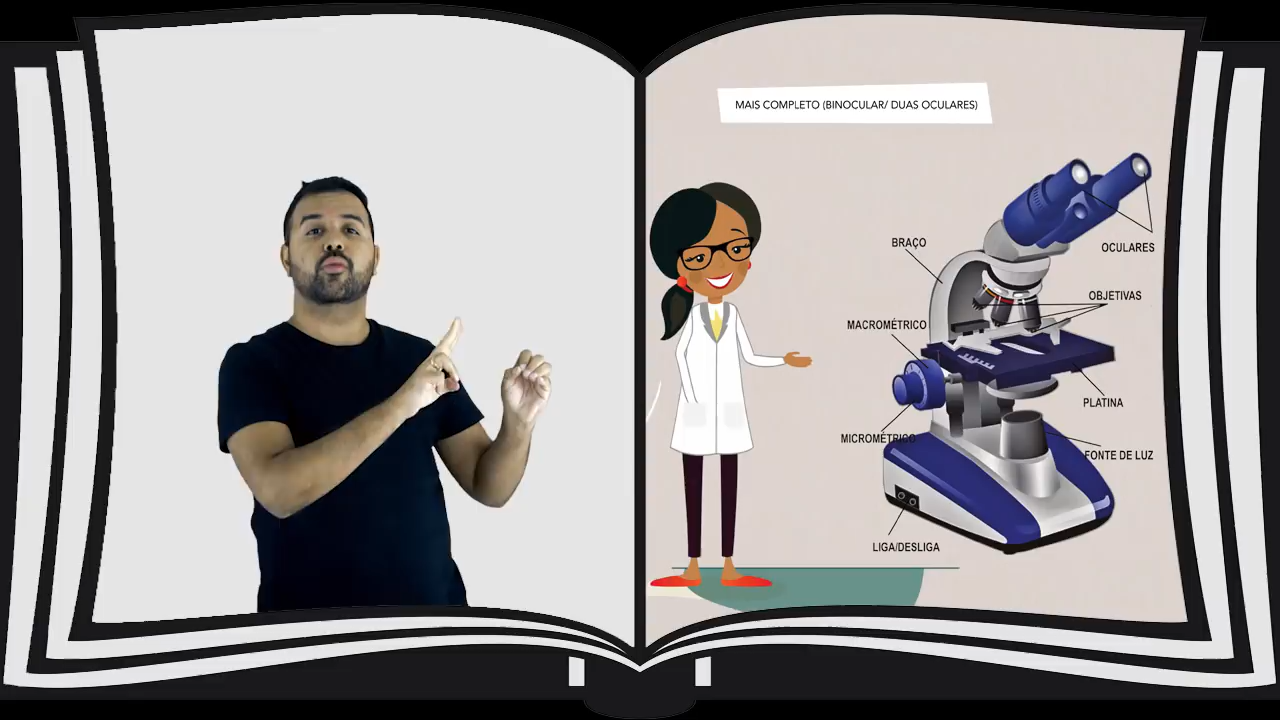 MAIS COMPLETO (BINOCULAR/ DUAS OCULARES)
BRAÇO
OCULARES
OBJETIVAS
MACROMÉTRICO
PLATINA
MICROMÉTRICO
FONTE DE LUZ
LIGA/DESLIGA